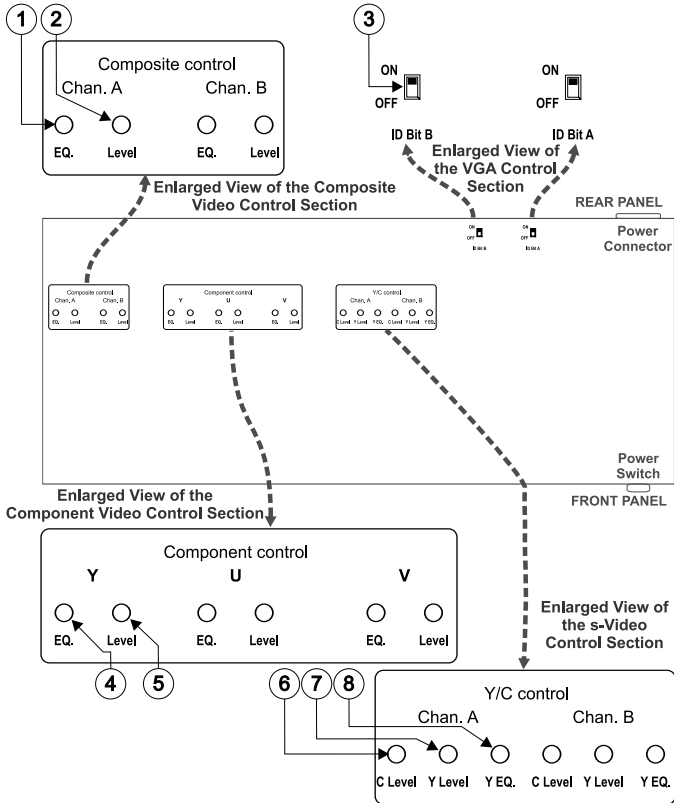 1 2 3
Composite control
Chan. A Chan. B
EQ. Level EQ. Level
ON ON
OFF OFF
ID Bit B ID Bit A
Enlarged View of
the VGA Control
Section
Enlarged View of the Composite
Video Control Section
REAR PANEL
Power
Connector
ON ON
OFF OFF
ID Bit B ID Bit A
Composite control
Chan. A Chan. B
EQ. Level EQ. Level
Component control
Y U V
EQ. Level EQ. Level EQ. Level
Y/C control
Chan. A Chan. B
C Level Y Level Y EQ. C Level Y Level Y EQ.
Power
Switch
FRONT PANEL
Enlarged View of the
Component Video Control Section
Component control
Y U V
EQ. Level EQ. Level EQ. Level
4 5
Enlarged View of
the s-Video
Control Section
6 7 8
Y/C control
Chan. A Chan. B
C Level Y Level Y EQ. C Level Y Level Y EQ.